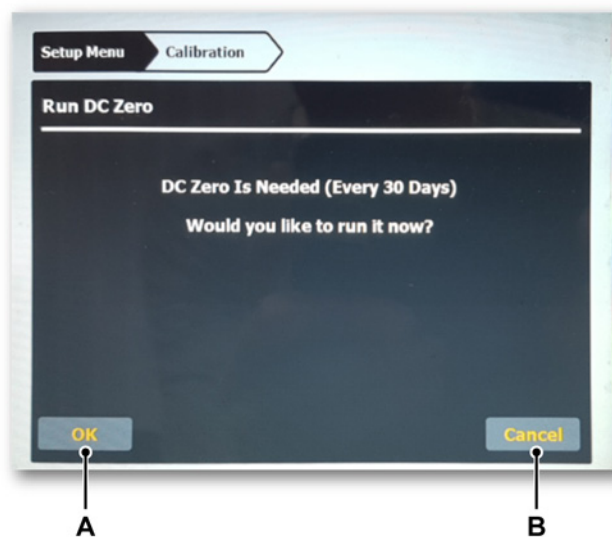 Setup Menu Calibration
Run DC Zero
DC Zero Is Needed (Every 30 Days)
Would you like to run it now?
OK Cancel
A B